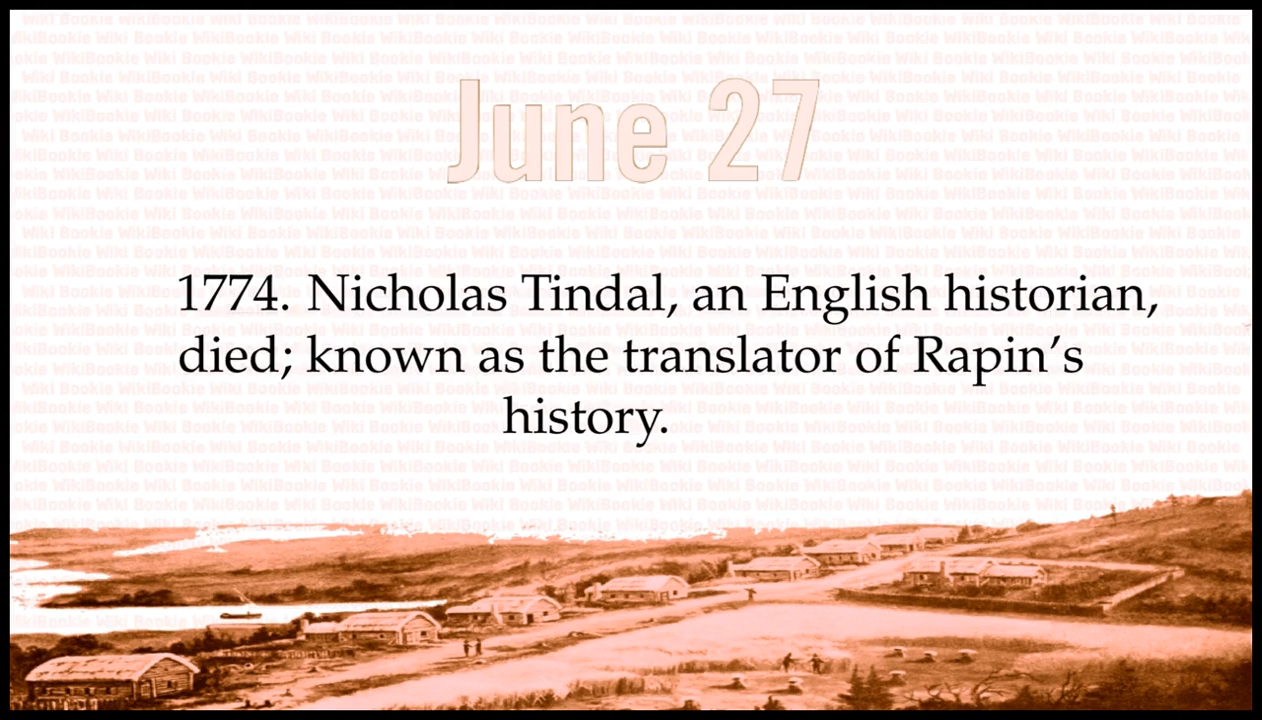 June 27
1774. Nicholas Tindal, an English historian,
died; known as the translator of Rapin’s
history.